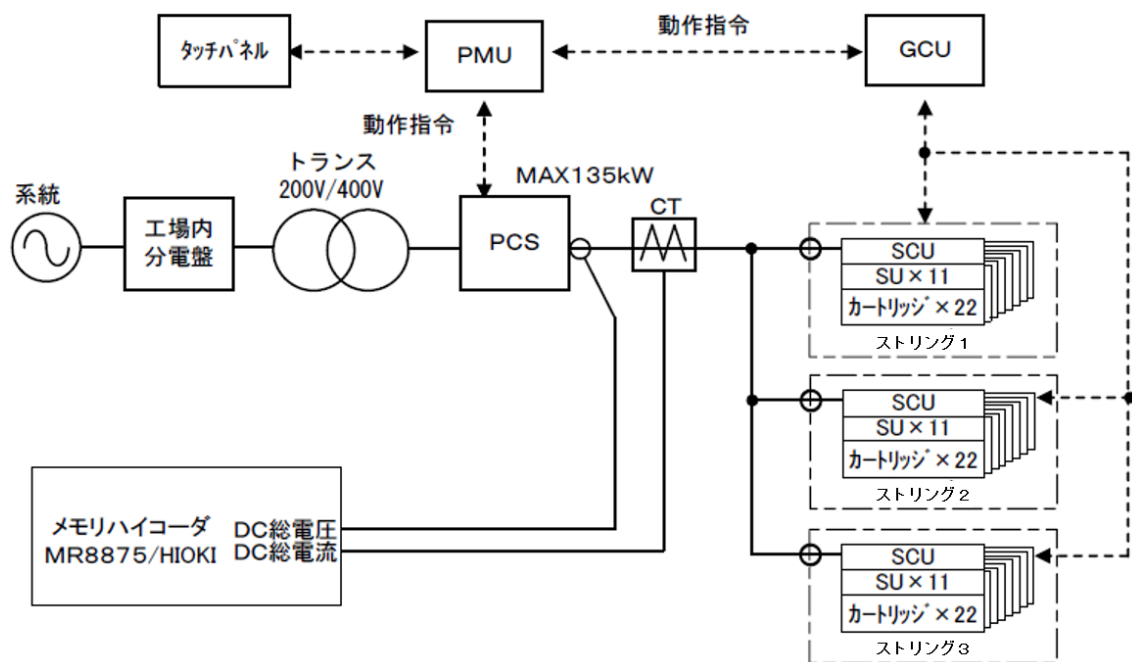 動作指令
タッチパネル
PMU
GCU
動作指令
トランス
200V/400V
MAX135kW
系統
工場内
分電盤
PCS
CT
SCU
SU×11
カートリッジ×22
ストリング1
SCU
SU×11
カートリッジ×22
ストリング2
メモリハイコーダ
MR8875/HIOKI
DC総電圧
DC総電流
SCU
SU×11
カートリッジ×22
ストリング3